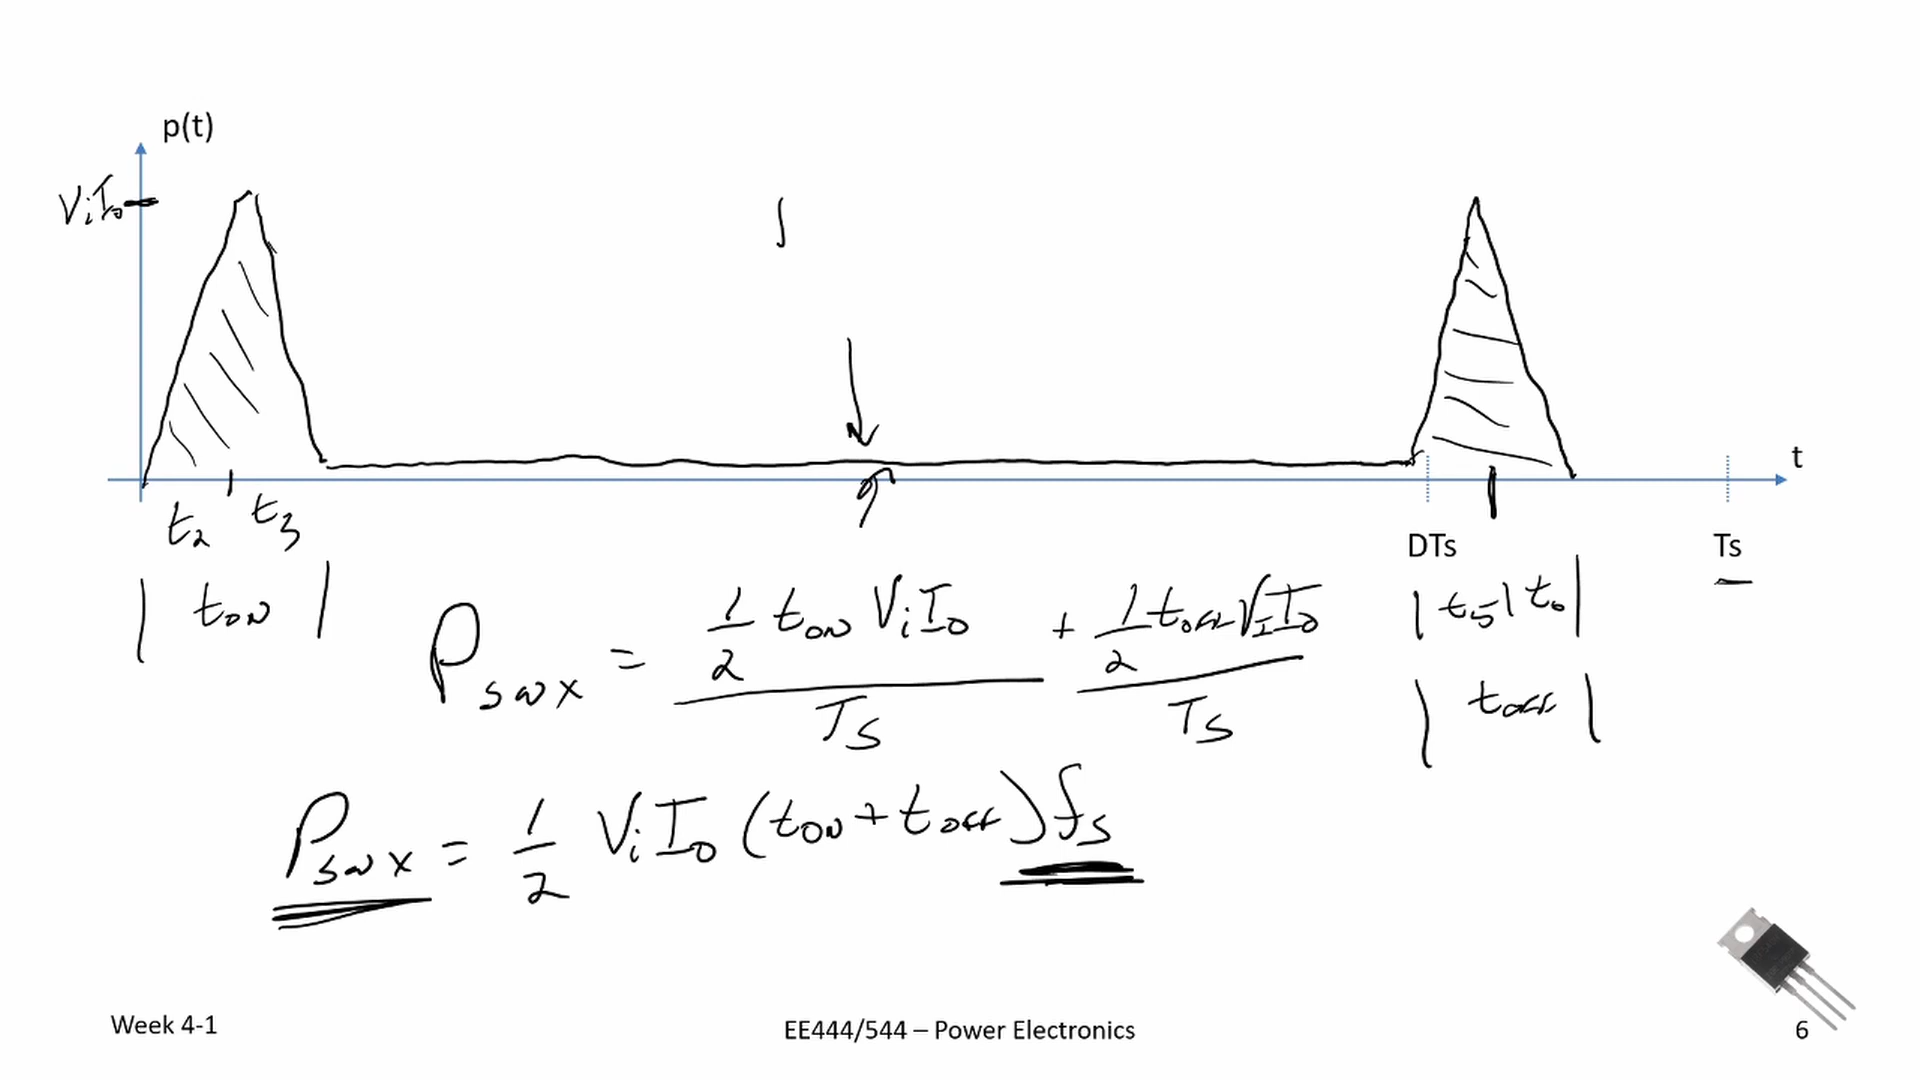 p(t)
ViIo
t
t2 t3
DTs
Ts
tON
t5 | to
toff
Pswx = 1/2 tON ViIo / Ts + 1/2 toff VIIo / Ts
Pswx = 1/2 ViIo (tON + toff) fs
Week 4-1
EE444/544 – Power Electronics
6